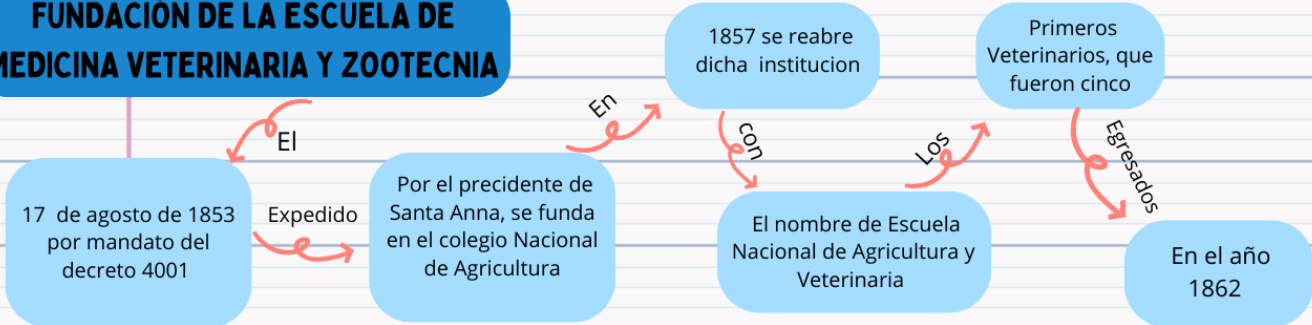 FUNDACIÓN DE LA ESCUELA DE
MEDICINA VETERINARIA Y ZOOTECNIA
El
17 de agosto de 1853
por mandato del
decreto 4001
Expedido
Por el precidente de
Santa Anna, se funda
en el colegio Nacional
de Agricultura
En
1857 se reabre
dicha institucion
con
El nombre de Escuela
Nacional de Agricultura y
Veterinaria
Los
Primeros
Veterinarios, que
fueron cinco
Egresados
En el año
1862